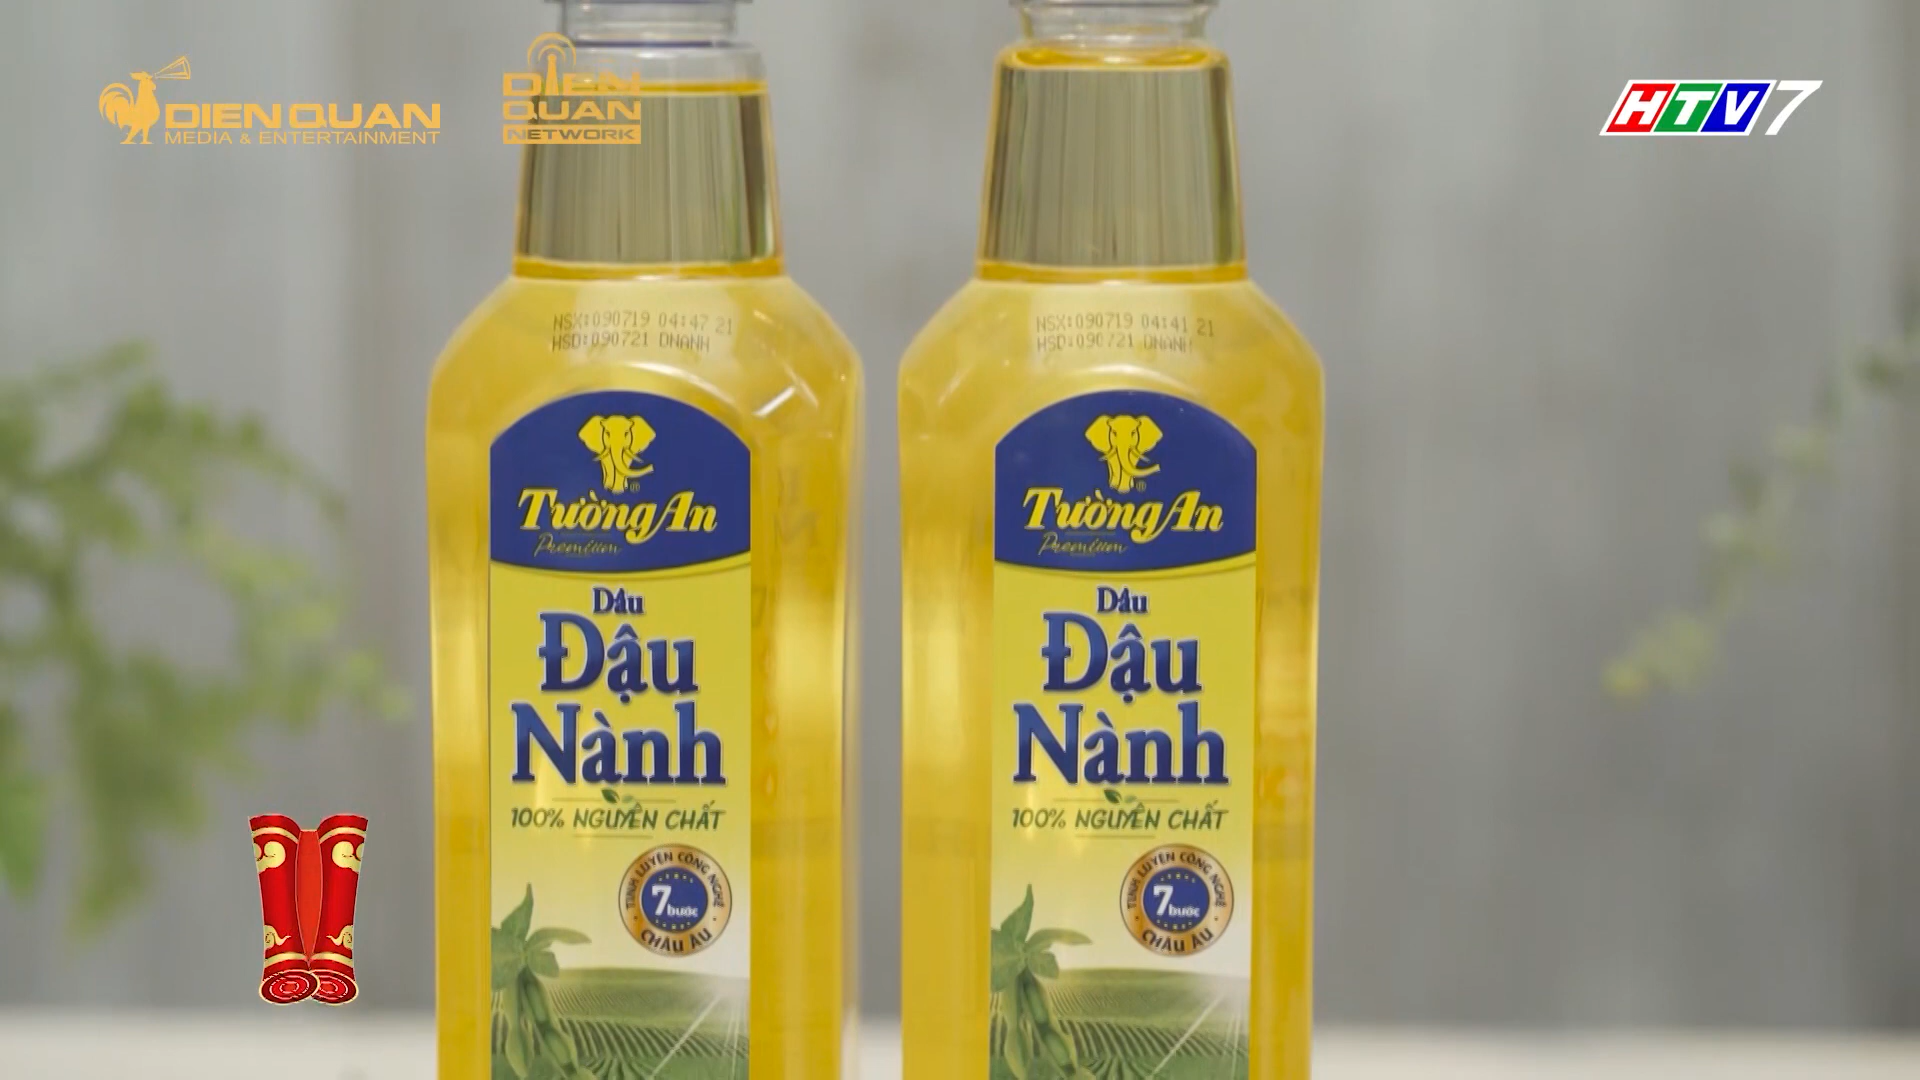 DIEN QUAN
MEDIA & ENTERTAINMENT
DIEN
QUAN
NETWORK
HTV7
NSX:090719 04:47 21
HSD:090721 DNANH
Tường An
Premium
Dầu
Đậu
Nành
100% NGUYÊN CHẤT
TINH LUYỆN CÔNG NGHỆ
7 bước
CHÂU ÂU
NSX:090719 04:41 21
HSD:090721 DNANH
Tường An
Premium
Dầu
Đậu
Nành
100% NGUYÊN CHẤT
TINH LUYỆN CÔNG NGHỆ
7 bước
CHÂU ÂU